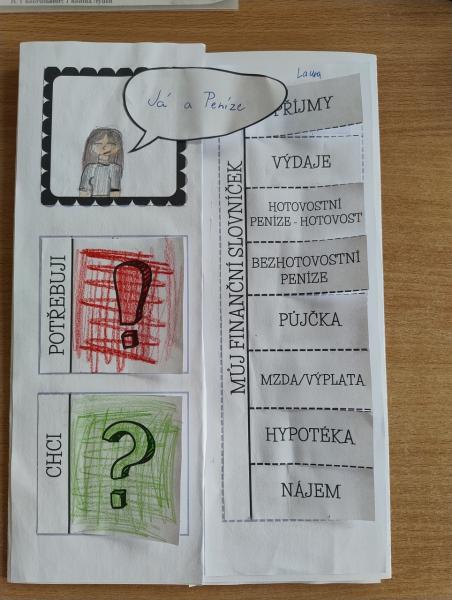 Já a Peníze
POTŘEBUJI
CHCI
Laura
MŮJ FINANČNÍ SLOVNÍČEK
PŘÍJMY
VÝDAJE
HOTOVOSTNÍ
PENÍZE - HOTOVOST
BEZHOTOVOSTNÍ
PENÍZE
PŮJČKA
MZDA/VÝPLATA
HYPOTÉKA
NÁJEM